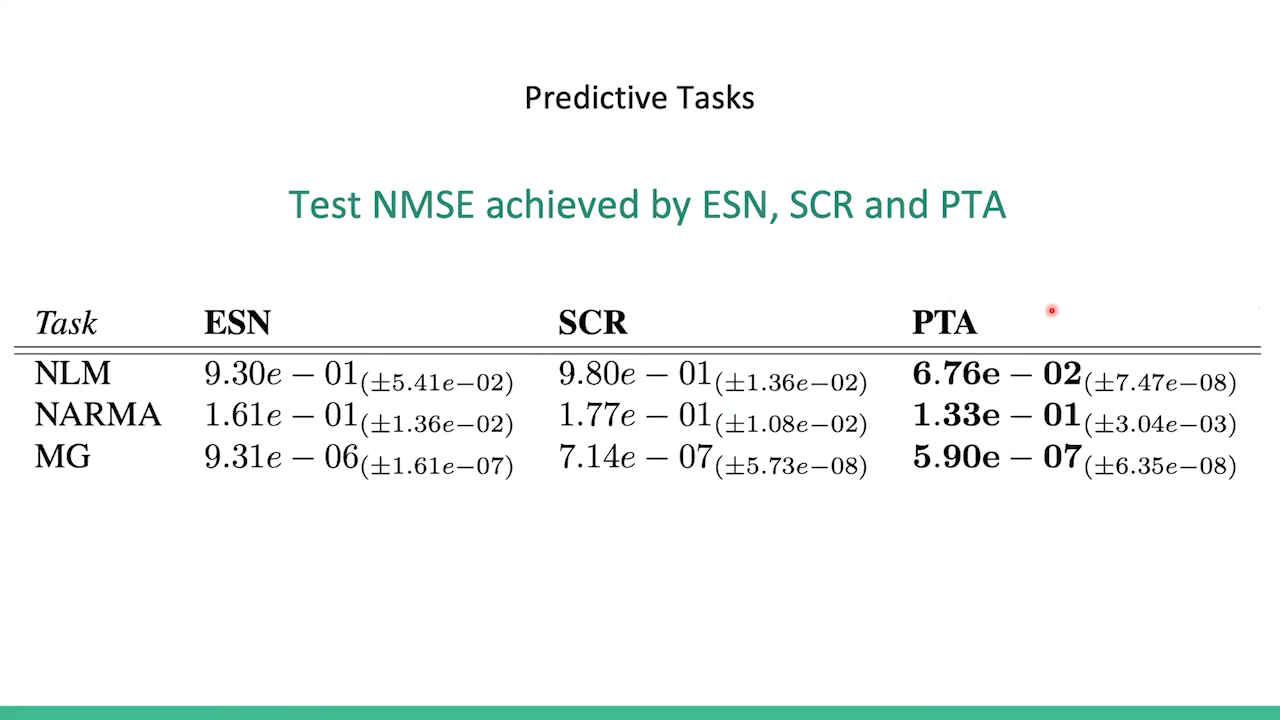 Predictive Tasks
Test NMSE achieved by ESN, SCR and PTA
Task ESN SCR PTA
NLM 9.30e − 01(±5.41e−02) 9.80e − 01(±1.36e−02) 6.76e − 02(±7.47e−08)
NARMA 1.61e − 01(±1.36e−02) 1.77e − 01(±1.08e−02) 1.33e − 01(±3.04e−03)
MG 9.31e − 06(±1.61e−07) 7.14e − 07(±5.73e−08) 5.90e − 07(±6.35e−08)